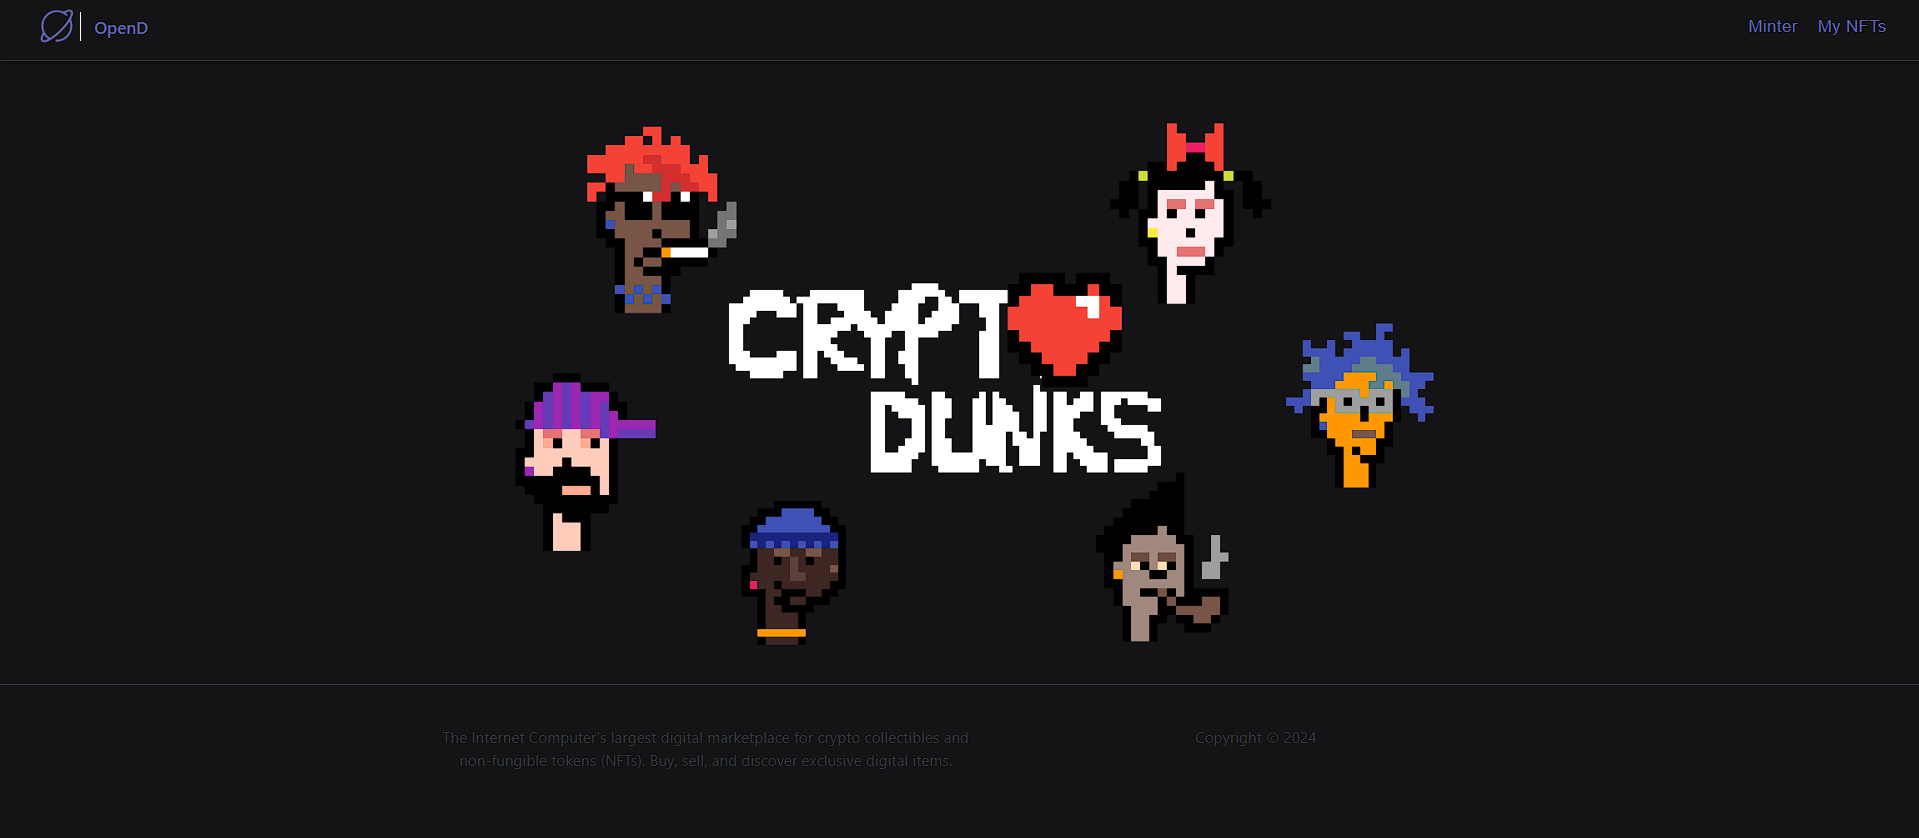 OpenD
Minter
My NFTs
CRYPT
DUNKS
The Internet Computer's largest digital marketplace for crypto collectibles and
non-fungible tokens (NFTs). Buy, sell, and discover exclusive digital items.
Copyright © 2024